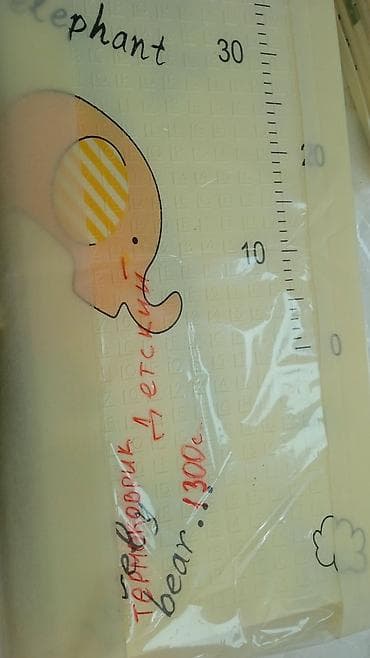 elephant
30
20
10
0
Детский
термоковрик
1300с.
bear...